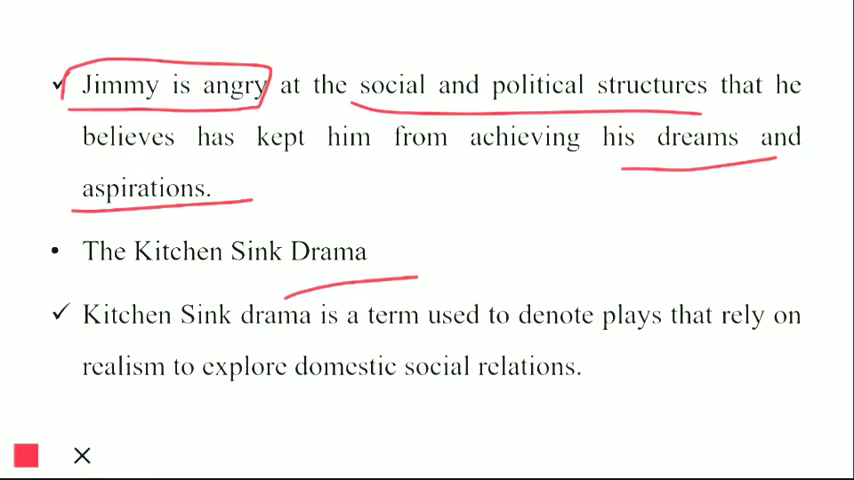 ✓ Jimmy is angry at the social and political structures that he
believes has kept him from achieving his dreams and
aspirations.
• The Kitchen Sink Drama
✓ Kitchen Sink drama is a term used to denote plays that rely on
realism to explore domestic social relations.